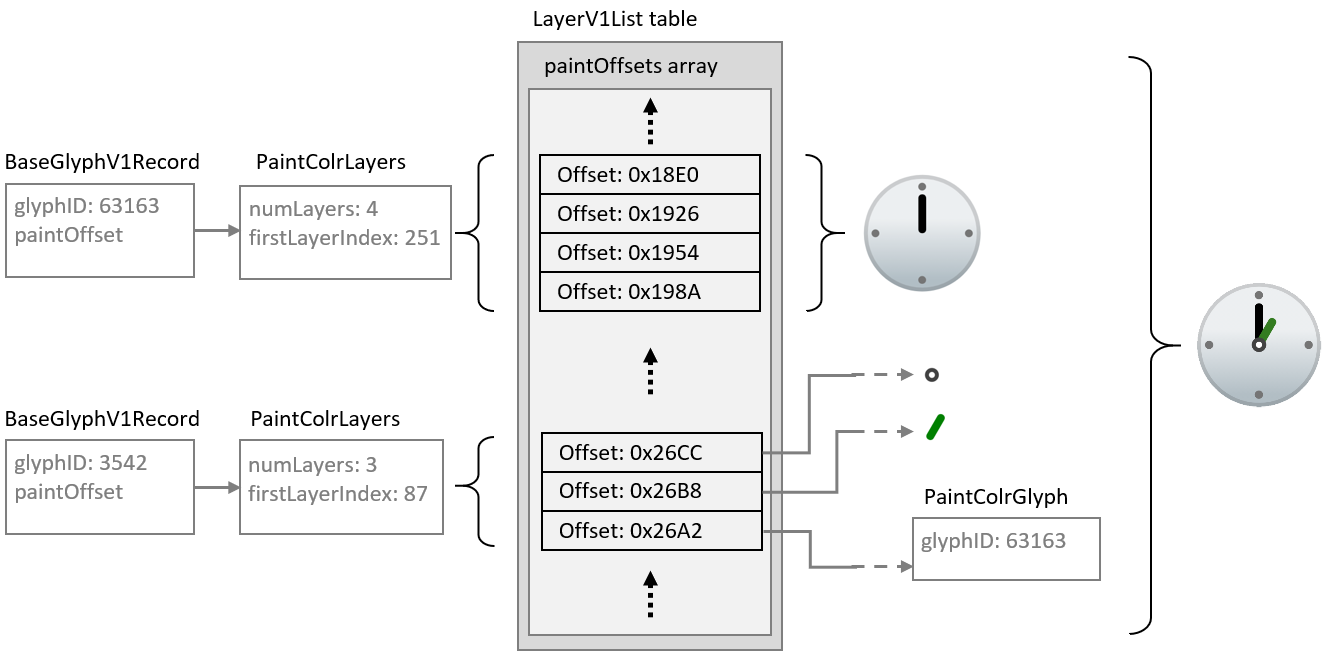 LayerV1List table
paintOffsets array
BaseGlyphV1Record
glyphID: 63163
paintOffset
PaintColrLayers
numLayers: 4
firstLayerIndex: 251
Offset: 0x18E0
Offset: 0x1926
Offset: 0x1954
Offset: 0x198A
BaseGlyphV1Record
glyphID: 3542
paintOffset
PaintColrLayers
numLayers: 3
firstLayerIndex: 87
Offset: 0x26CC
Offset: 0x26B8
Offset: 0x26A2
PaintColrGlyph
glyphID: 63163